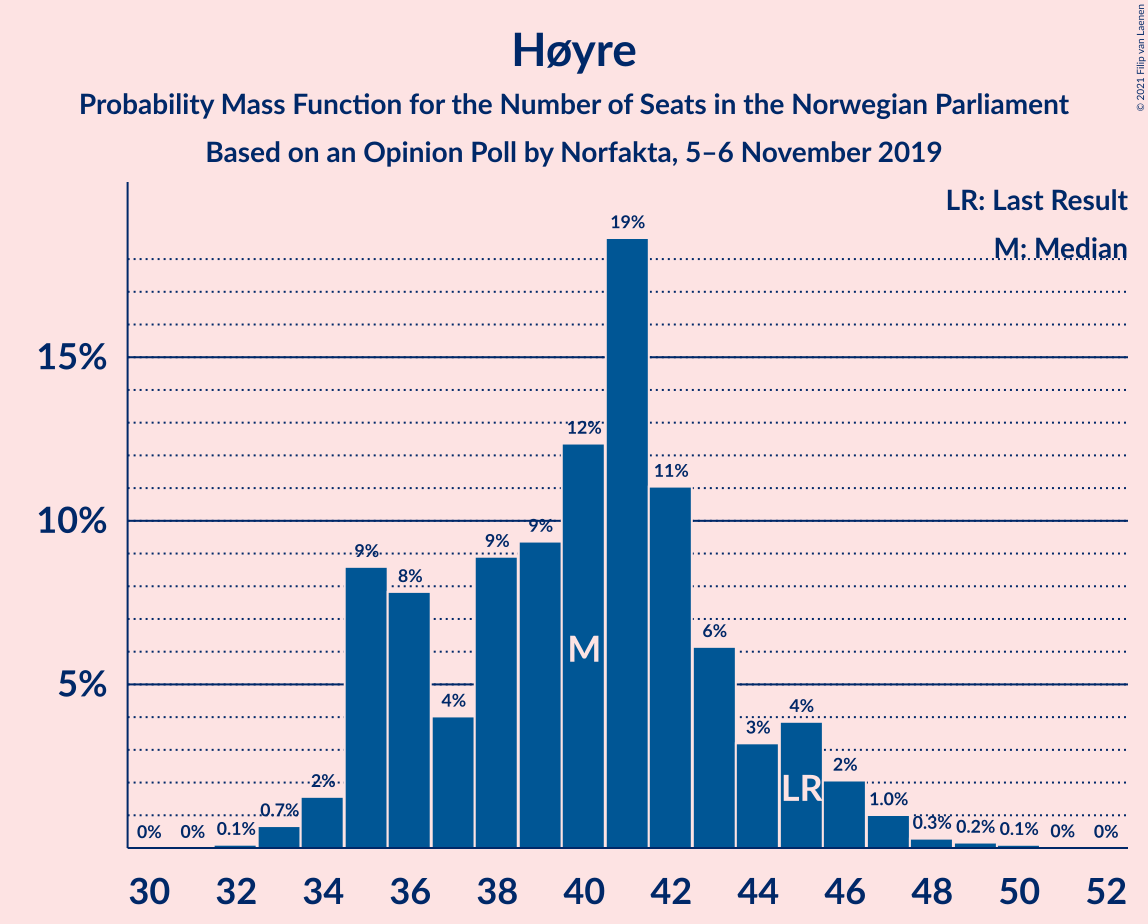 Høyre
Probability Mass Function for the Number of Seats in the Norwegian Parliament
Based on an Opinion Poll by Norfakta, 5–6 November 2019
© 2021 Filip van Laenen
LR: Last Result
M: Median
15%
10%
5%
0%
0%
0.1%
0.7%
2%
9%
8%
4%
9%
9%
12%
19%
11%
6%
3%
4%
2%
1.0%
0.3%
0.2%
0.1%
0%
0%
M
LR
30 32 34 36 38 40 42 44 46 48 50 52